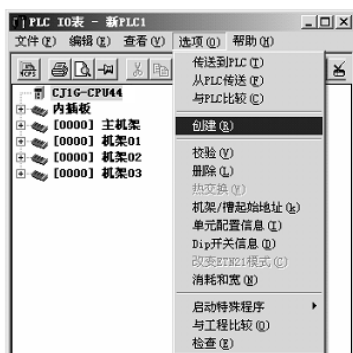 PLC IO表 - 新PLC1
文件(F) 编辑(E) 查看(V) 选项(O) 帮助(H)
传送到PLC(T)
从PLC传送(F)
与PLC比较(C)
创建(R)
校验(V)
删除(L)
热交换(W)
机架/槽起始地址(k)
单元配置信息(I)
Dip开关信息(D)
改变ETN21模式(C)
消耗和宽(N)
启动特殊程序
与工程比较(O)
检查(E)
CJ1G-CPU44
内插板
[0000] 主机架
[0000] 机架01
[0000] 机架02
[0000] 机架03